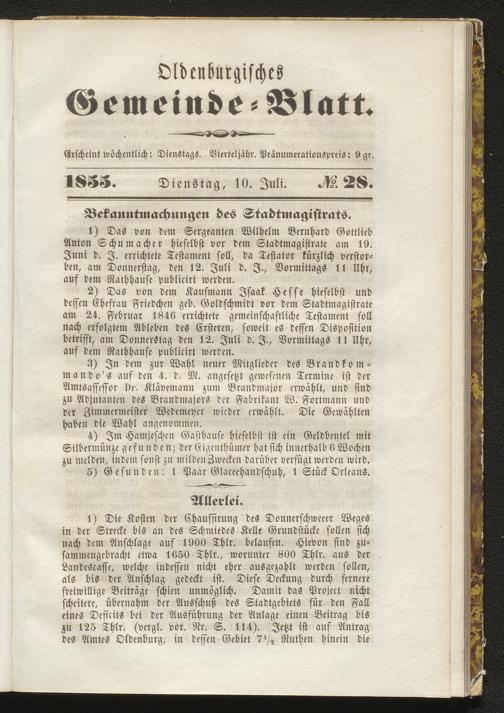 Oldenburgisches
Gemeinde-Blatt.
Erscheint wöchentlich: Dienstags. Vierteljähr. Pränumerationspreis: 9 gr.
1855. Dienstag, 10. Juli. № 28.
Bekanntmachungen des Stadtmagistrats.
1) Das von dem Sergeanten Wilhelm Bernhard Gottlieb
Anton Schumacher hieselbst vor dem Stadtmagistrate am 19.
Juni d. J. errichtete Testament soll, da Testator kürzlich verstor-
ben, am Donnerstag, den 12. Juli d. J., Vormittags 11 Uhr,
auf dem Rathhause publicirt werden.
2) Das von dem Kaufmann Isaak Hesse hieselbst und
dessen Ehefrau Friedchen geb. Goldschmidt vor dem Stadtmagistrate
am 24. Februar 1846 errichtete gemeinschaftliche Testament soll
nach erfolgtem Ableben des Ersteren, soweit es dessen Disposition
betrifft, am Donnerstag den 12. Juli d. J., Vormittags 11 Uhr,
auf dem Rathhause publicirt werden.
3) In dem zur Wahl neuer Mitglieder des Brandkom-
mando's auf den 4. d. M. angesetzt gewesenen Termine ist der
Amtsassessor Dr. Klävemann zum Brandmajor erwählt, und sind
zu Adjutanten des Brandmajors der Fabrikant W. Fortmann und
der Zimmermeister Wedemeyer wieder erwählt. Die Gewählten
haben die Wahl angenommen.
4) Im Hamjeschen Gasthause hieselbst ist ein Geldbeutel mit
Silbermünze gefunden; der Eigenthümer hat sich innerhalb 6 Wochen
zu melden, indem sonst zu milden Zwecken darüber verfügt werden wird.
5) Gefunden: 1 Paar Glaceehandschuh, 1 Stück Orleans.
Allerlei.
1) Die Kosten der Chaussirung des Donnerschweer Weges
in der Strecke bis an des Schmiedes Kelle Grundstücke sollen sich
nach dem Anschlage auf 1900 Thlr. belaufen. Hievon sind zu-
sammengebracht etwa 1650 Thlr., worunter 800 Thlr. aus der
Landescasse, welche indessen nicht eher ausgezahlt werden sollen,
als bis der Anschlag gedeckt ist. Diese Deckung durch fernere
freiwillige Beiträge schien unmöglich. Damit das Project nicht
scheitere, übernahm der Ausschuß des Stadtgebiets für den Fall
eines Deficits bei der Ausführung der Anlage einen Beitrag bis
zu 125 Thlr. (vergl. vor. Nr. S. 114). Jetzt ist auf Antrag
des Amtes Oldenburg, in dessen Gebiet 7½ Ruthen hinein die